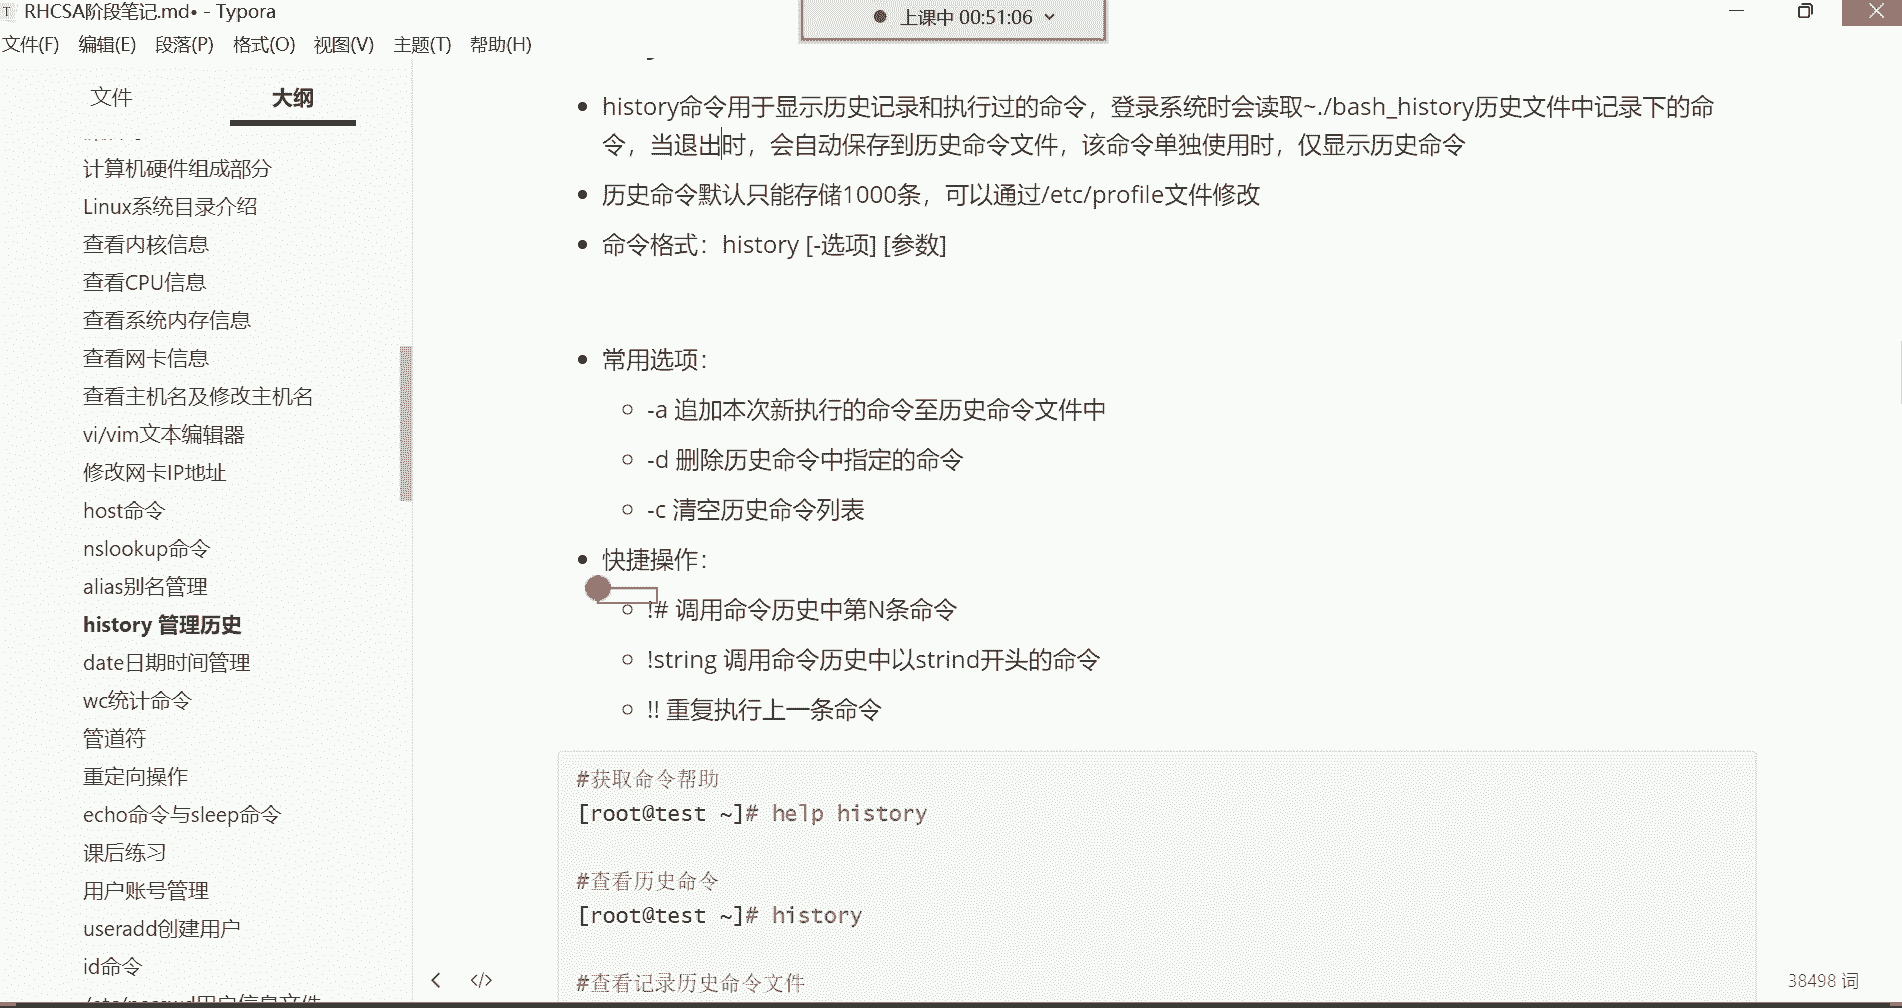 RHCSA阶段笔记.md• - Typora
上课中 00:51:06
文件(F) 编辑(E) 段落(P) 格式(O) 视图(V) 主题(T) 帮助(H)
文件 大纲
计算机硬件组成部分
Linux系统目录介绍
查看内核信息
查看CPU信息
查看系统内存信息
查看网卡信息
查看主机名及修改主机名
vi/vim文本编辑器
修改网卡IP地址
host命令
nslookup命令
alias别名管理
history 管理历史
date日期时间管理
wc统计命令
管道符
重定向操作
echo命令与sleep命令
课后练习
用户账号管理
useradd创建用户
id命令
/etc/passwd用户信息文件
history命令用于显示历史记录和执行过的命令，登录系统时会读取~./bash_history历史文件中记录下的命
令，当退出时，会自动保存到历史命令文件，该命令单独使用时，仅显示历史命令
历史命令默认只能存储1000条，可以通过/etc/profile文件修改
命令格式：history [-选项] [参数]
常用选项：
-a 追加本次新执行的命令至历史命令文件中
-d 删除历史命令中指定的命令
-c 清空历史命令列表
快捷操作：
!# 调用命令历史中第N条命令
!string 调用命令历史中以strind开头的命令
!! 重复执行上一条命令
#获取命令帮助
[root@test ~]# help history
#查看历史命令
[root@test ~]# history
#查看记录历史命令文件
38498 词